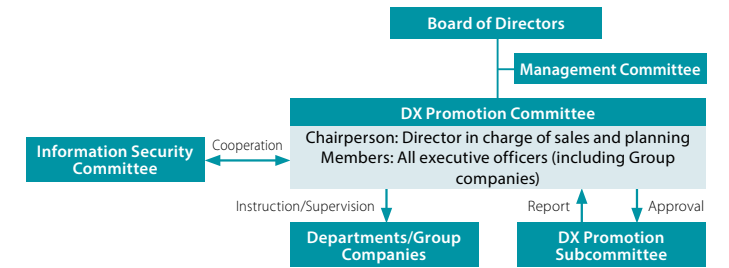 Board of Directors
Management Committee
DX Promotion Committee
Chairperson: Director in charge of sales and planning
Members: All executive officers (including Group
companies)
Cooperation
Information Security
Committee
Instruction/Supervision
Report
Approval
Departments/Group
Companies
DX Promotion
Subcommittee